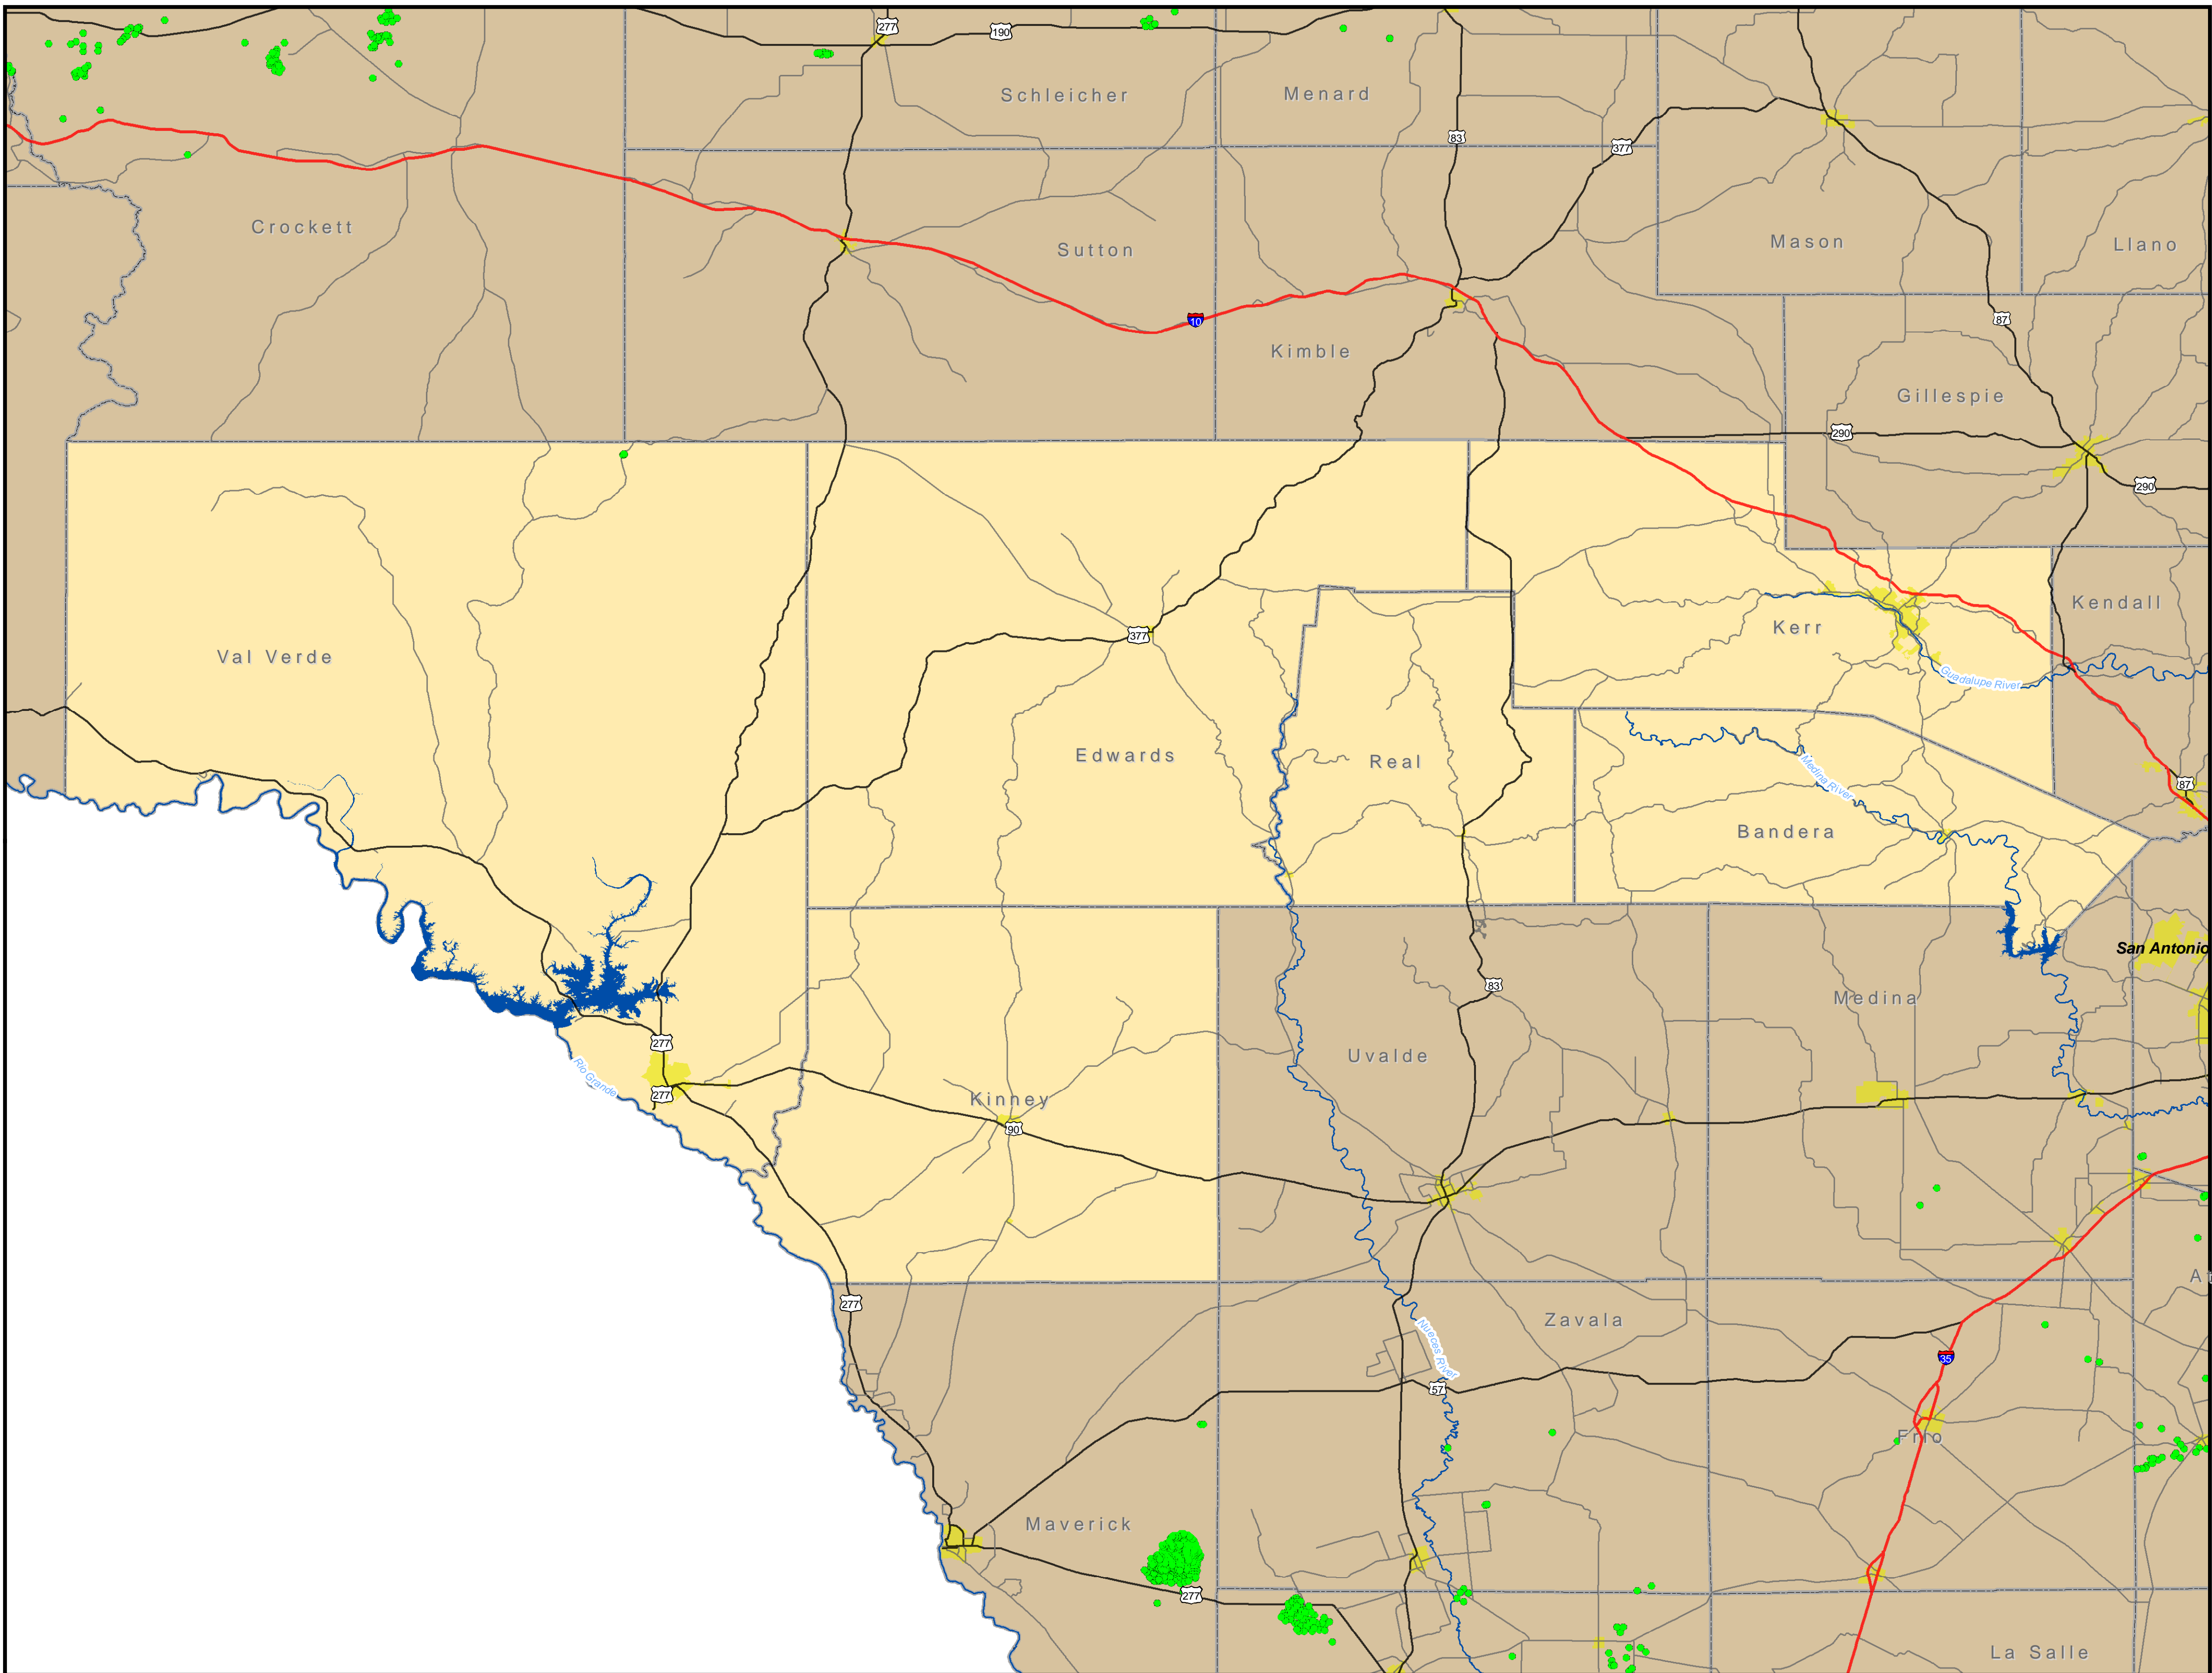 277
190
Schleicher
Menard
83
377
Crockett
Sutton
Mason
Llano
10
87
Kimble
Gillespie
290
290
Kendall
377
Kerr
Val Verde
Guadalupe River
Edwards
Real
Medina River
87
Bandera
San Antonio
83
Medina
277
Uvalde
Rio Grande
277
Kinney
90
At
277
Zavala
Nueces River
35
57
Frio
Maverick
277
La Salle